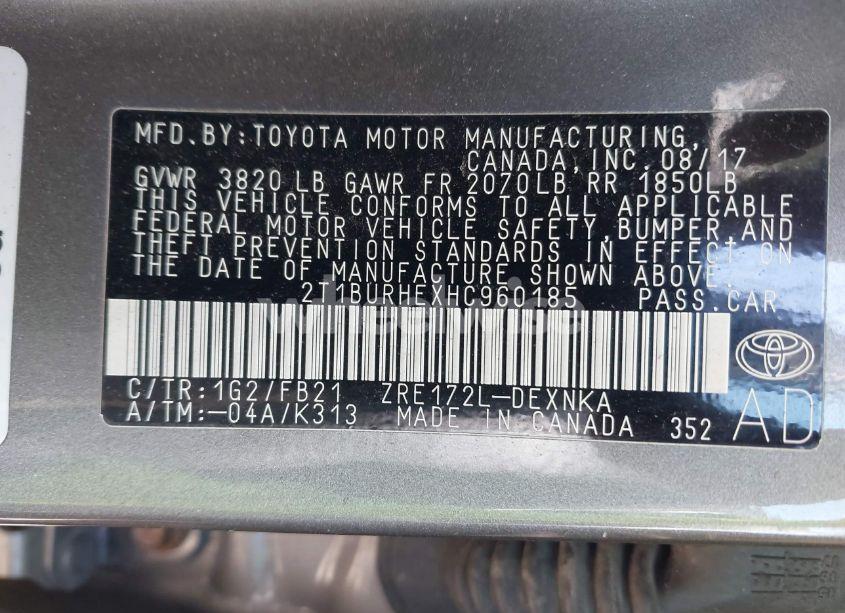 MFD.BY:TOYOTA MOTOR MANUFACTURING,
CANADA,INC.08/17
GVWR 3820 LB GAWR FR 2070LB RR 1850LB
THIS VEHICLE CONFORMS TO ALL APPLICABLE
FEDERAL MOTOR VEHICLE SAFETY,BUMPER,AND
THEFT PREVENTION STANDARDS IN EFFECT ON
THE DATE OF MANUFACTURE SHOWN ABOVE.
2T1BURHEXHC960185 PASS.CAR
wheelwise
C/TR:1G2/FB21 ZRE172L-DEXNKA
A/TM:-04A/K313 MADE IN CANADA 352 AD